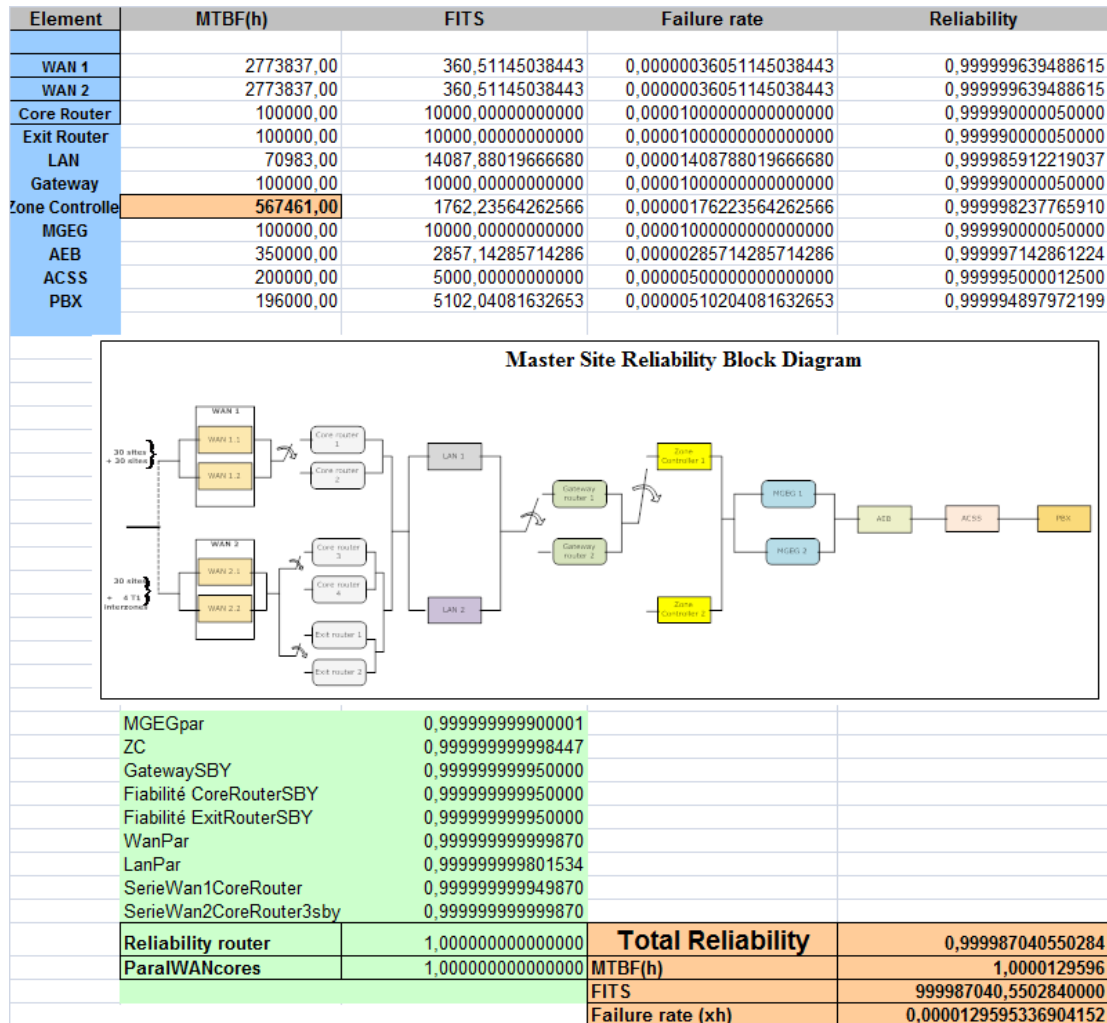 Element MTBF(h) FITS Failure rate Reliability
WAN 1 2773837,00 360,51145038443 0,00000036051145038443 0,999999639488615
WAN 2 2773837,00 360,51145038443 0,00000036051145038443 0,999999639488615
Core Router 100000,00 10000,00000000000 0,00001000000000000000 0,999990000050000
Exit Router 100000,00 10000,00000000000 0,00001000000000000000 0,999990000050000
LAN 70983,00 14087,88019666680 0,00001408788019666680 0,999985912219037
Gateway 100000,00 10000,00000000000 0,00001000000000000000 0,999990000050000
Zone Controlle 567461,00 1762,23564262566 0,00000176223564262566 0,999998237765910
MGEG 100000,00 10000,00000000000 0,00001000000000000000 0,999990000050000
AEB 350000,00 2857,14285714286 0,00000285714285714286 0,999997142861224
ACSS 200000,00 5000,00000000000 0,00000500000000000000 0,999995000012500
PBX 196000,00 5102,04081632653 0,00000510204081632653 0,999994897972199
Master Site Reliability Block Diagram
WAN 1
WAN 1.1
WAN 1.2
30 sites
+ 30 sites
Core router
1
Core router
2
LAN 1
Zone
Controller 1
Gateway
router 1
Gateway
router 2
MGEG 1
MGEG 2
AEB
ACSS
PBX
WAN 2
WAN 2.1
WAN 2.2
30 sites
+ 4 T1
interzones
Core router
3
Core router
4
Exit router 1
Exit router 2
LAN 2
Zone
Controller 2
MGEGpar 0,999999999900001
ZC 0,999999999998447
GatewaySBY 0,999999999950000
Fiabilité CoreRouterSBY 0,999999999950000
Fiabilité ExitRouterSBY 0,999999999950000
WanPar 0,999999999999870
LanPar 0,999999999801534
SerieWan1CoreRouter 0,999999999949870
SerieWan2CoreRouter3sby 0,999999999999870
Reliability router 1,000000000000000 Total Reliability 0,999987040550284
ParalWANcores 1,000000000000000 MTBF(h) 1,0000129596
FITS 999987040,5502840000
Failure rate (xh) 0,0000129595336904152